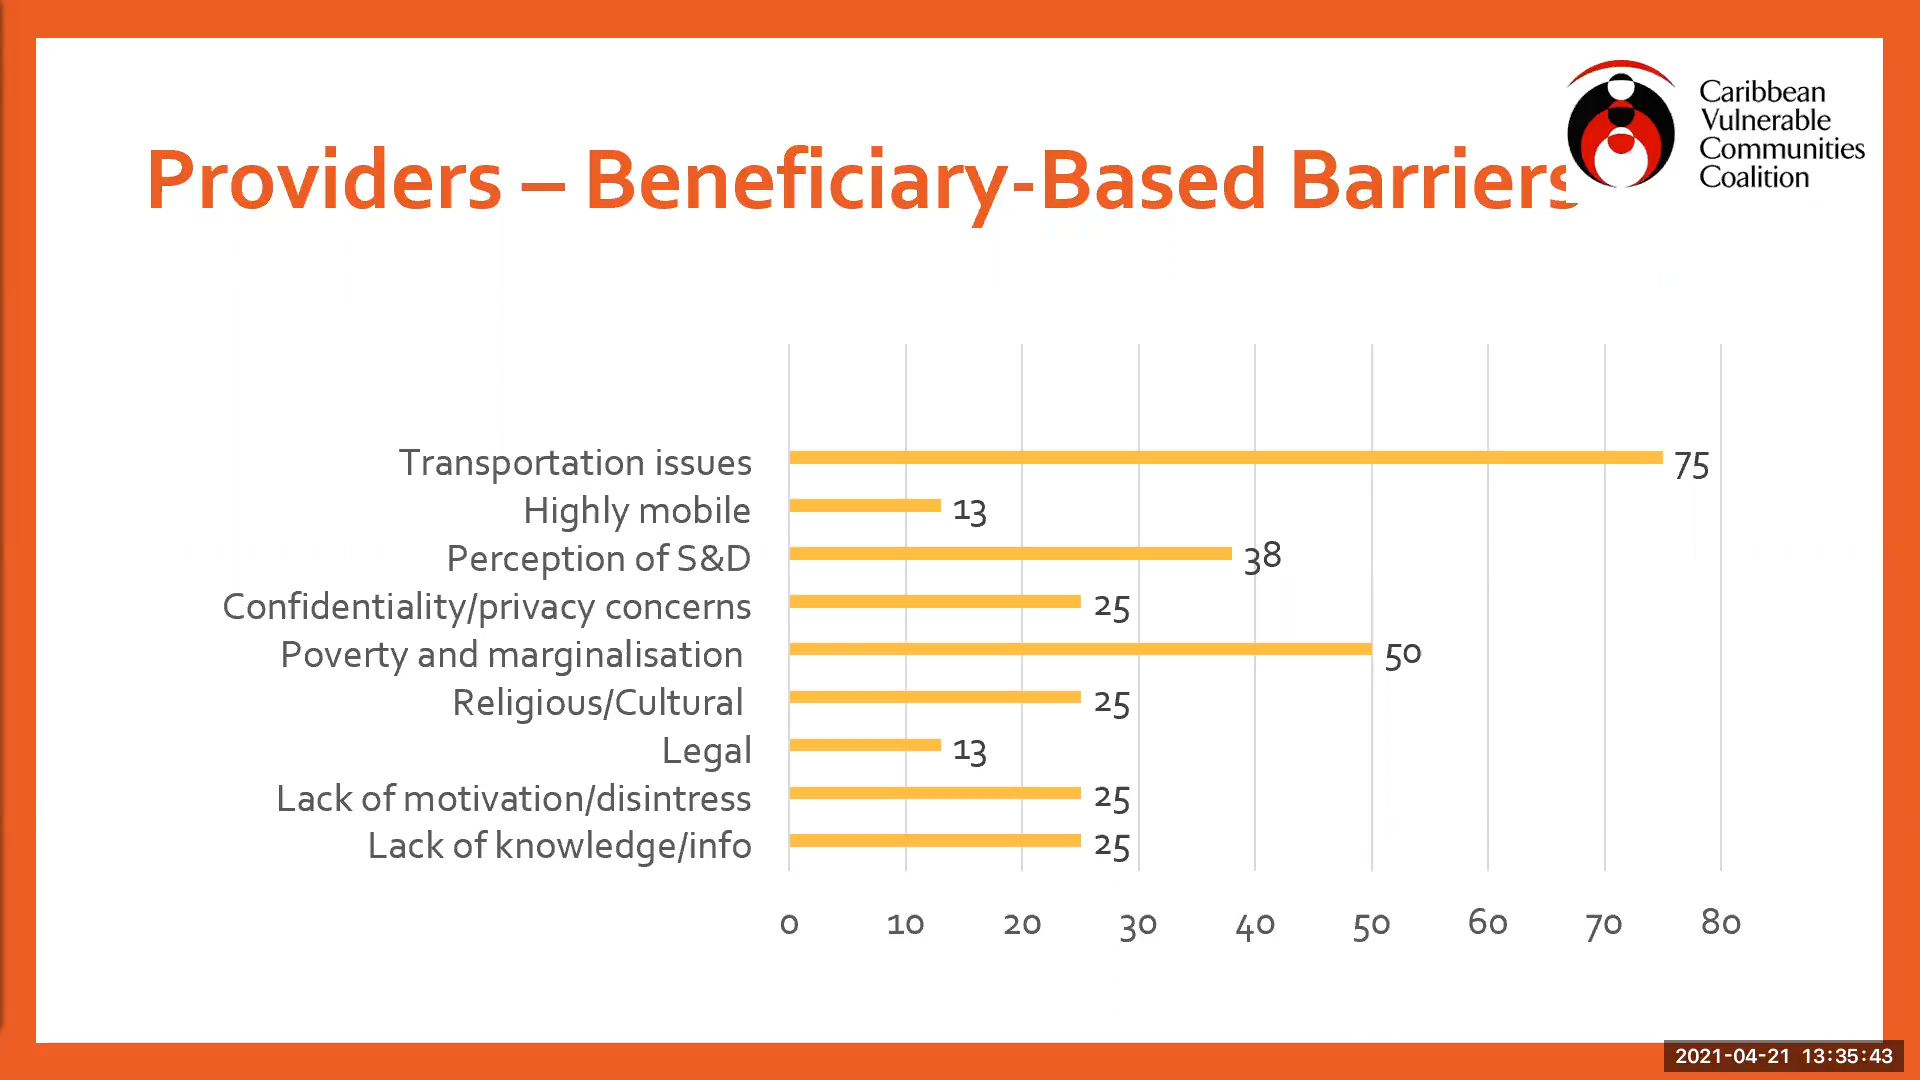 Caribbean
Vulnerable
Communities
Coalition
Providers – Beneficiary-Based Barriers
Transportation issues 75
Highly mobile 13
Perception of S&D 38
Confidentiality/privacy concerns 25
Poverty and marginalisation 50
Religious/Cultural 25
Legal 13
Lack of motivation/disintress 25
Lack of knowledge/info 25
0 10 20 30 40 50 60 70 80
2021-04-21 13:35:43